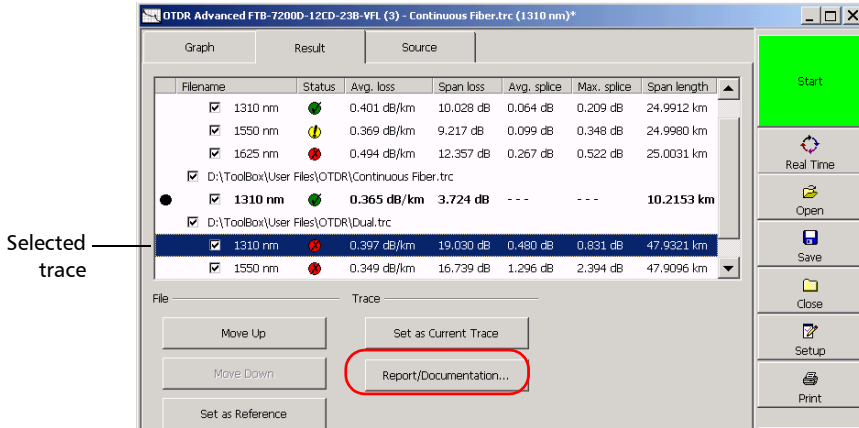 OTDR Advanced FTB-7200D-12CD-23B-VFL (3) - Continuous Fiber.trc (1310 nm)*
Graph Result Source
Filename Status Avg. loss Span loss Avg. splice Max. splice Span length
1310 nm 0.401 dB/km 10.028 dB 0.064 dB 0.209 dB 24.9912 km
1550 nm 0.369 dB/km 9.217 dB 0.099 dB 0.348 dB 24.9980 km
1625 nm 0.494 dB/km 12.357 dB 0.267 dB 0.522 dB 25.0031 km
D:\ToolBox\User Files\OTDR\Continuous Fiber.trc
1310 nm 0.365 dB/km 3.724 dB --- --- 10.2153 km
D:\ToolBox\User Files\OTDR\Dual.trc
1310 nm 0.397 dB/km 19.030 dB 0.480 dB 0.831 dB 47.9321 km
1550 nm 0.349 dB/km 16.739 dB 1.296 dB 2.394 dB 47.9096 km
Selected
trace
File Trace
Move Up Set as Current Trace
Move Down Report/Documentation...
Set as Reference
Start
Real Time
Open
Save
Close
Setup
Print